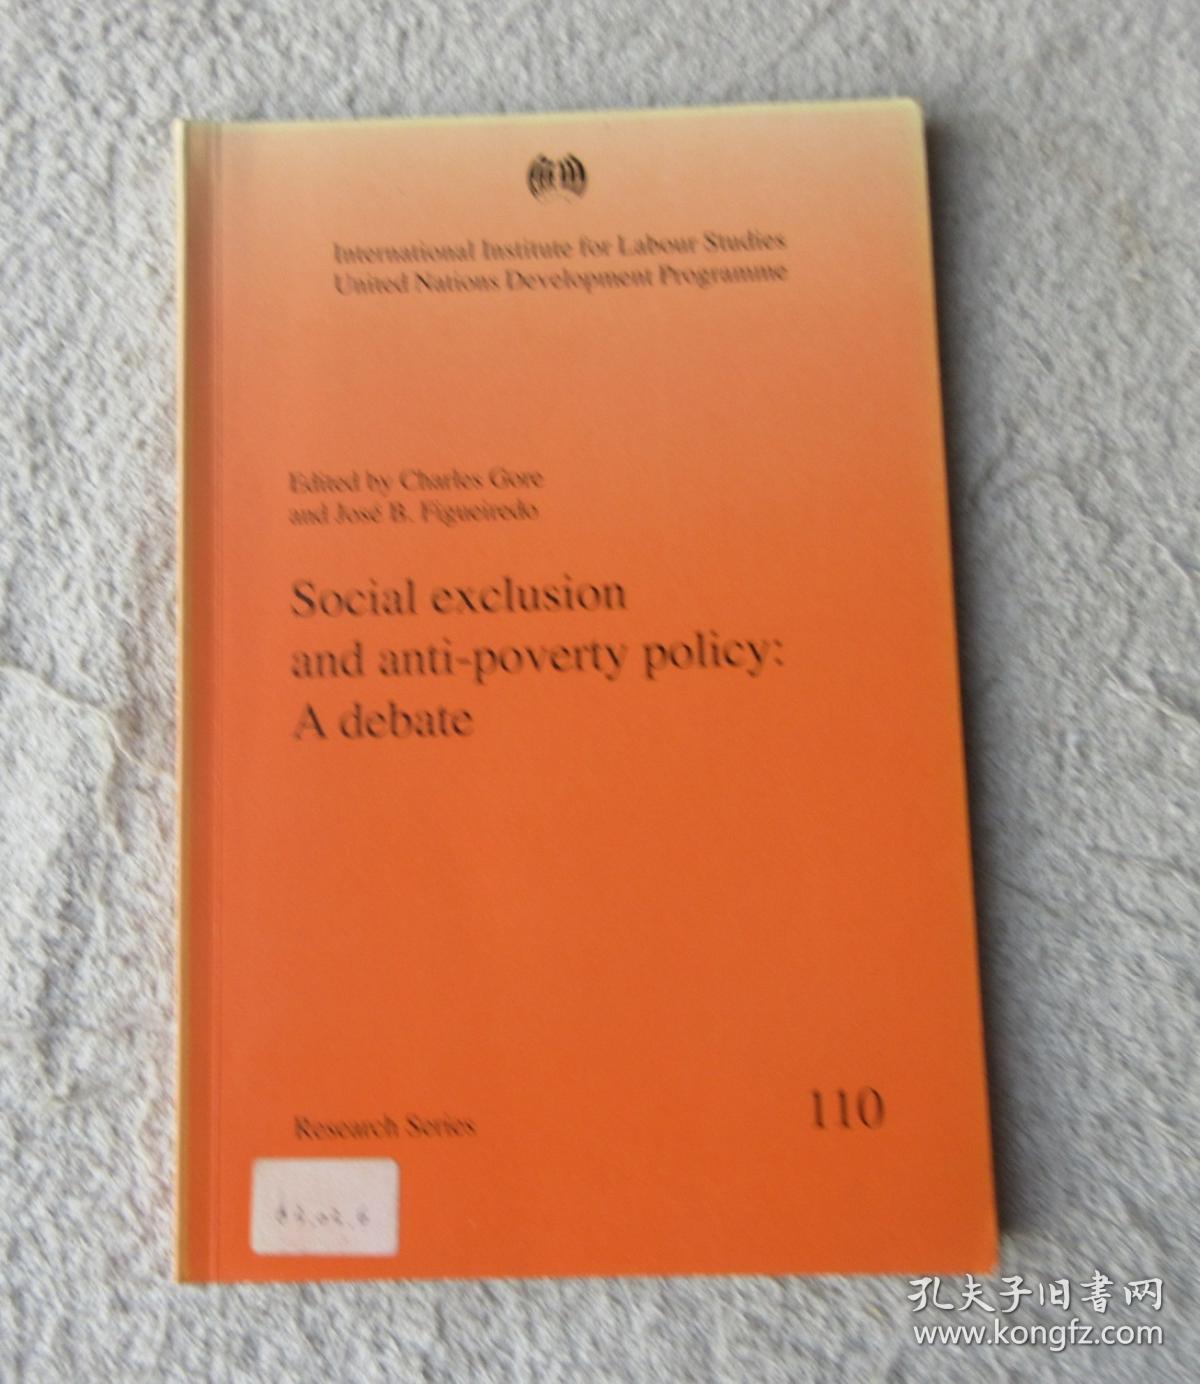 International Institute for Labour Studies
United Nations Development Programme
Edited by Charles Gore
and José B. Figueiredo
Social exclusion
and anti-poverty policy:
A debate
Research Series
110
孔夫子旧书网
www.kongfz.com